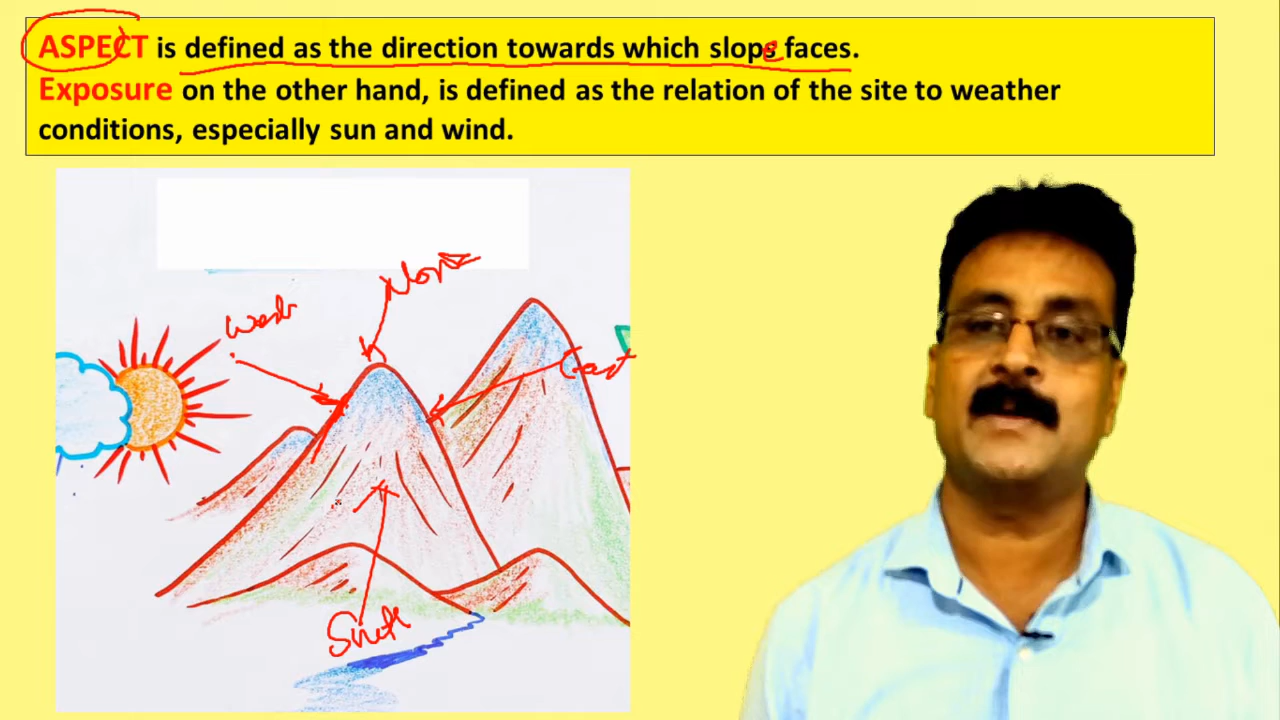 ASPECT is defined as the direction towards which slope faces.
Exposure on the other hand, is defined as the relation of the site to weather
conditions, especially sun and wind.
North
West
East
South